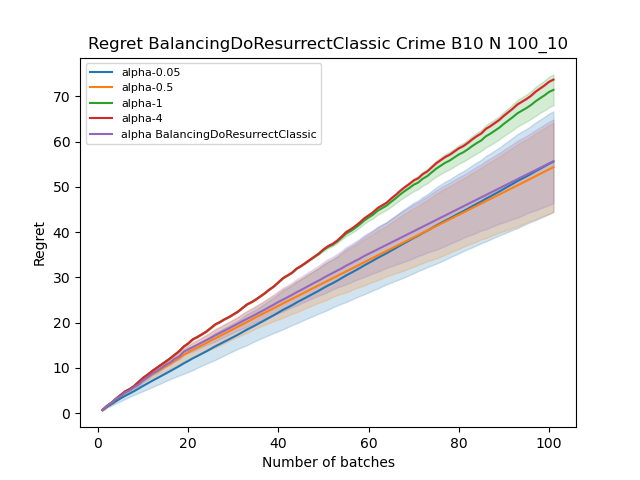 Regret BalancingDoResurrectClassic Crime B10 N 100_10
alpha-0.05
alpha-0.5
alpha-1
alpha-4
alpha BalancingDoResurrectClassic
Regret
70
60
50
40
30
20
10
0
0 20 40 60 80 100
Number of batches